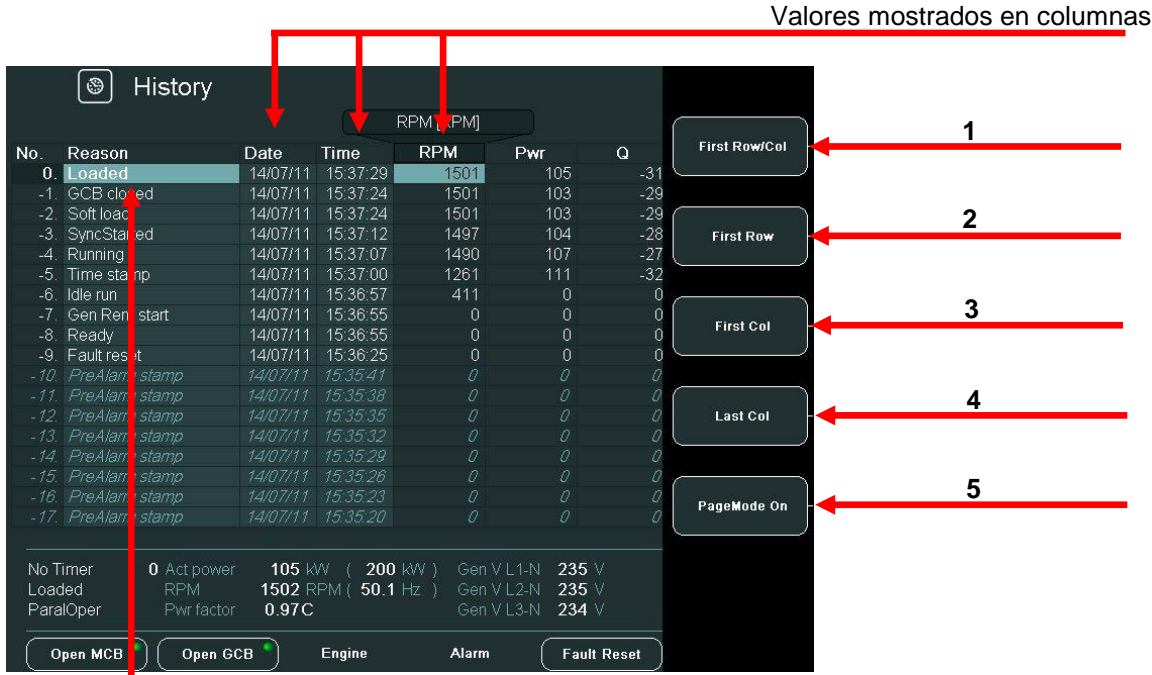 Valores mostrados en columnas
History
RPM [RPM]
No. Reason Date Time RPM Pwr Q
0. Loaded 14/07/11 15:37:29 1501 105 -31
-1. GCB closed 14/07/11 15:37:24 1501 103 -29
-2. Soft load 14/07/11 15:37:24 1501 103 -29
-3. SyncStarted 14/07/11 15:37:12 1497 104 -28
-4. Running 14/07/11 15:37:07 1490 107 -27
-5. Time stamp 14/07/11 15:37:00 1261 111 -32
-6. Idle run 14/07/11 15:36:57 411 0 0
-7. Gen Rem start 14/07/11 15:36:55 0 0 0
-8. Ready 14/07/11 15:36:55 0 0 0
-9. Fault reset 14/07/11 15:36:25 0 0 0
-10. PreAlarm stamp 14/07/11 15:35:41 0 0 0
-11. PreAlarm stamp 14/07/11 15:35:38 0 0 0
-12. PreAlarm stamp 14/07/11 15:35:35 0 0 0
-13. PreAlarm stamp 14/07/11 15:35:32 0 0 0
-14. PreAlarm stamp 14/07/11 15:35:29 0 0 0
-15. PreAlarm stamp 14/07/11 15:35:26 0 0 0
-16. PreAlarm stamp 14/07/11 15:35:23 0 0 0
-17. PreAlarm stamp 14/07/11 15:35:20 0 0 0
No Timer 0 Act power 105 kW ( 200 kW ) Gen V L1-N 235 V
Loaded RPM 1502 RPM ( 50.1 Hz ) Gen V L2-N 235 V
ParalOper Pwr factor 0.97C Gen V L3-N 234 V
Open MCB Open GCB Engine Alarm Fault Reset
First Row/Col 1
First Row 2
First Col 3
Last Col 4
PageMode On 5